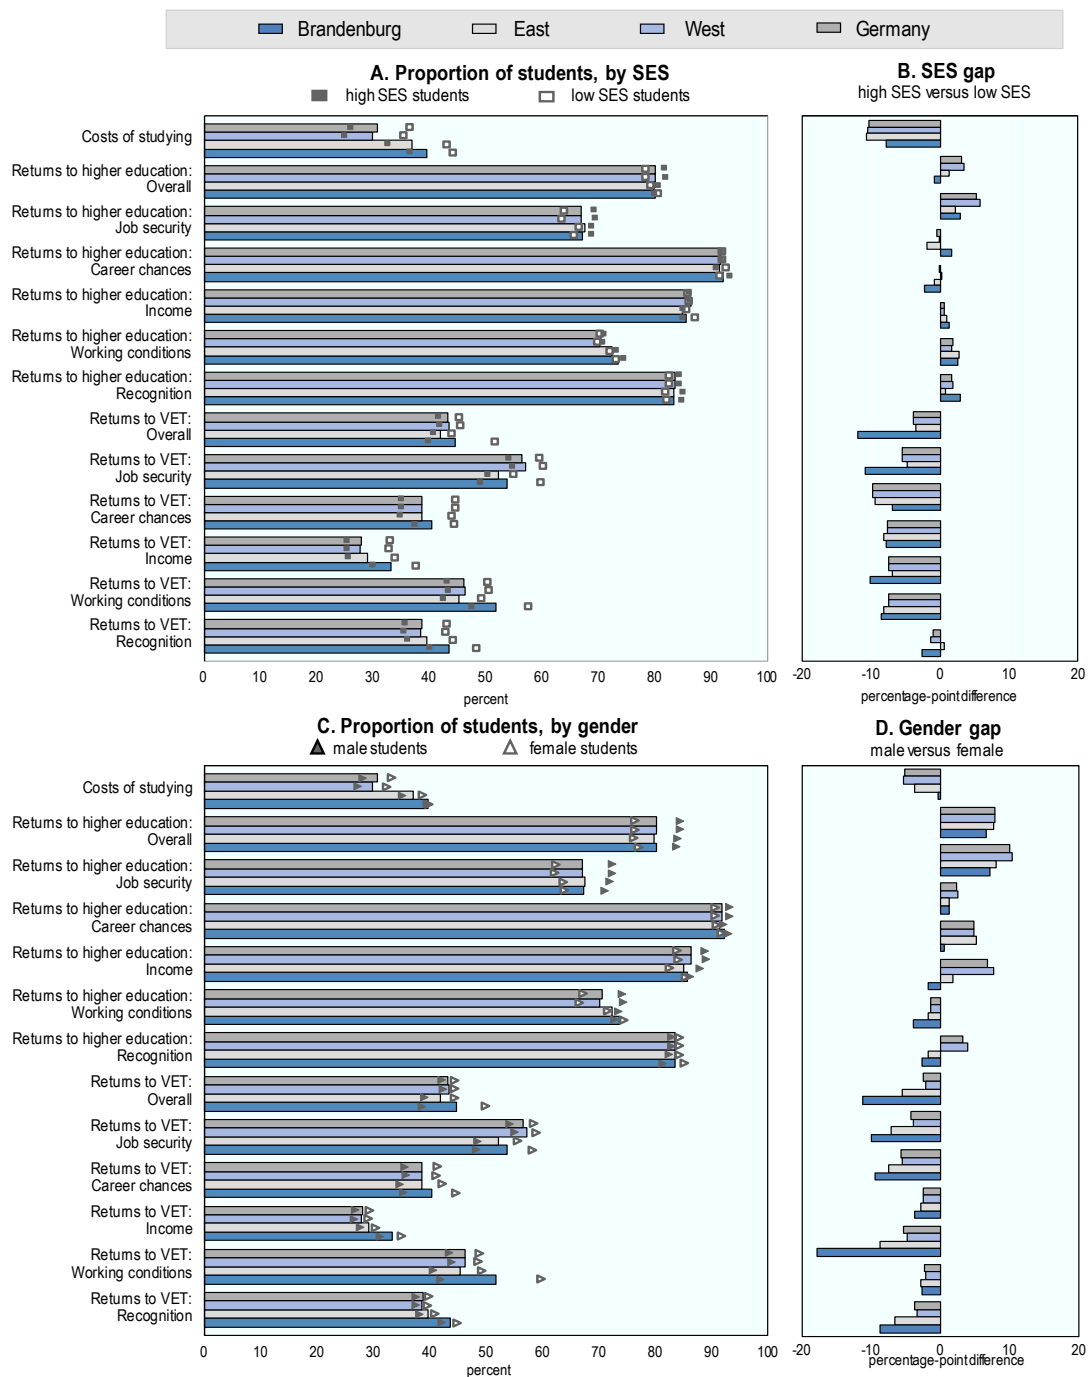 Brandenburg East West Germany
A. Proportion of students, by SES
high SES students low SES students
B. SES gap
high SES versus low SES
Costs of studying
Returns to higher education:
Overall
Returns to higher education:
Job security
Returns to higher education:
Career chances
Returns to higher education:
Income
Returns to higher education:
Working conditions
Returns to higher education:
Recognition
Returns to VET:
Overall
Returns to VET:
Job security
Returns to VET:
Career chances
Returns to VET:
Income
Returns to VET:
Working conditions
Returns to VET:
Recognition
0 10 20 30 40 50 60 70 80 90 100
percent
-20 -10 0 10 20
percentage-point difference
C. Proportion of students, by gender
male students female students
D. Gender gap
male versus female
Costs of studying
Returns to higher education:
Overall
Returns to higher education:
Job security
Returns to higher education:
Career chances
Returns to higher education:
Income
Returns to higher education:
Working conditions
Returns to higher education:
Recognition
Returns to VET:
Overall
Returns to VET:
Job security
Returns to VET:
Career chances
Returns to VET:
Income
Returns to VET:
Working conditions
Returns to VET:
Recognition
0 10 20 30 40 50 60 70 80 90 100
percent
-20 -10 0 10 20
percentage-point difference